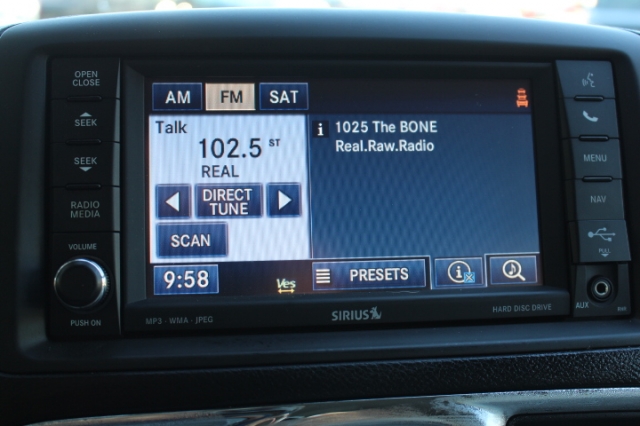 OPEN
CLOSE
SEEK
SEEK
RADIO
MEDIA
VOLUME
PUSH ON
AM
FM
SAT
Talk
102.5 ST
REAL
DIRECT
TUNE
SCAN
9:58
Yes
PRESETS
i 1025 The BONE
Real.Raw.Radio
MENU
NAV
AUX
MP3 - WMA - JPEG
SIRIUS
HARD DISC DRIVE